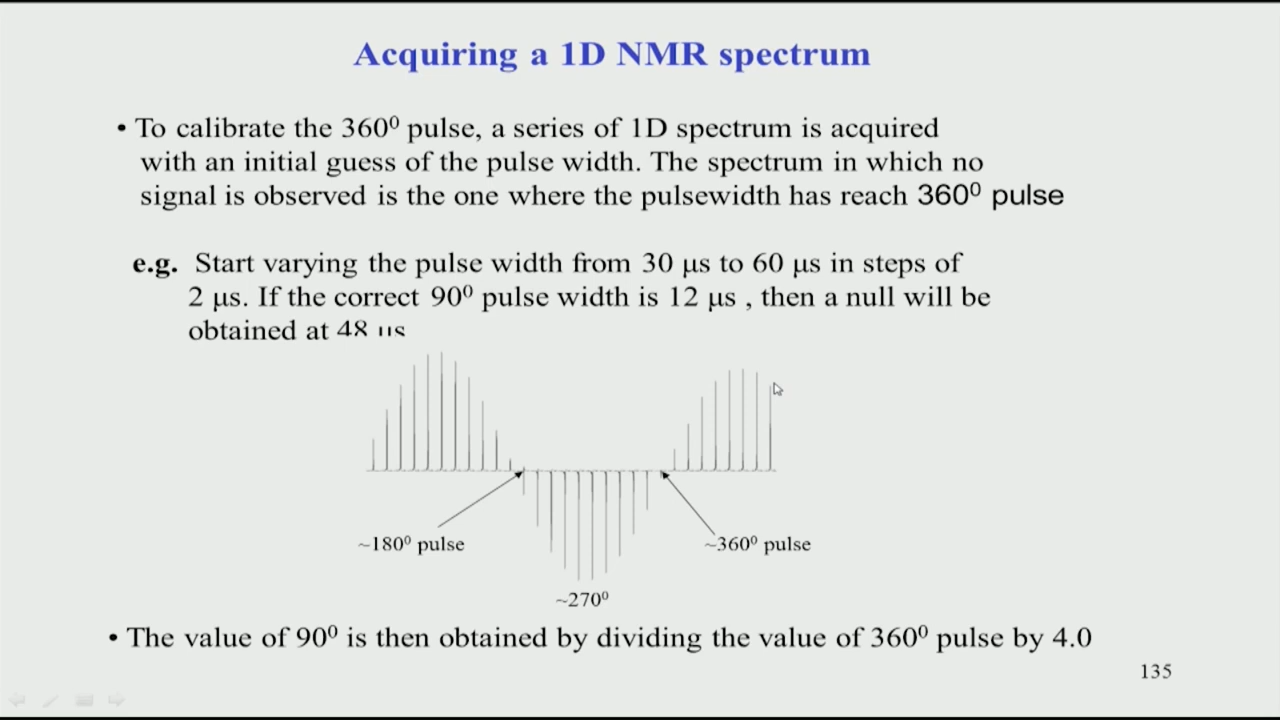 Acquiring a 1D NMR spectrum
• To calibrate the 360⁰ pulse, a series of 1D spectrum is acquired
with an initial guess of the pulse width. The spectrum in which no
signal is observed is the one where the pulsewidth has reach 360⁰ pulse
e.g. Start varying the pulse width from 30 µs to 60 µs in steps of
2 µs. If the correct 90⁰ pulse width is 12 µs , then a null will be
obtained at 48 µs
~180⁰ pulse
~360⁰ pulse
~270⁰
• The value of 90⁰ is then obtained by dividing the value of 360⁰ pulse by 4.0
135